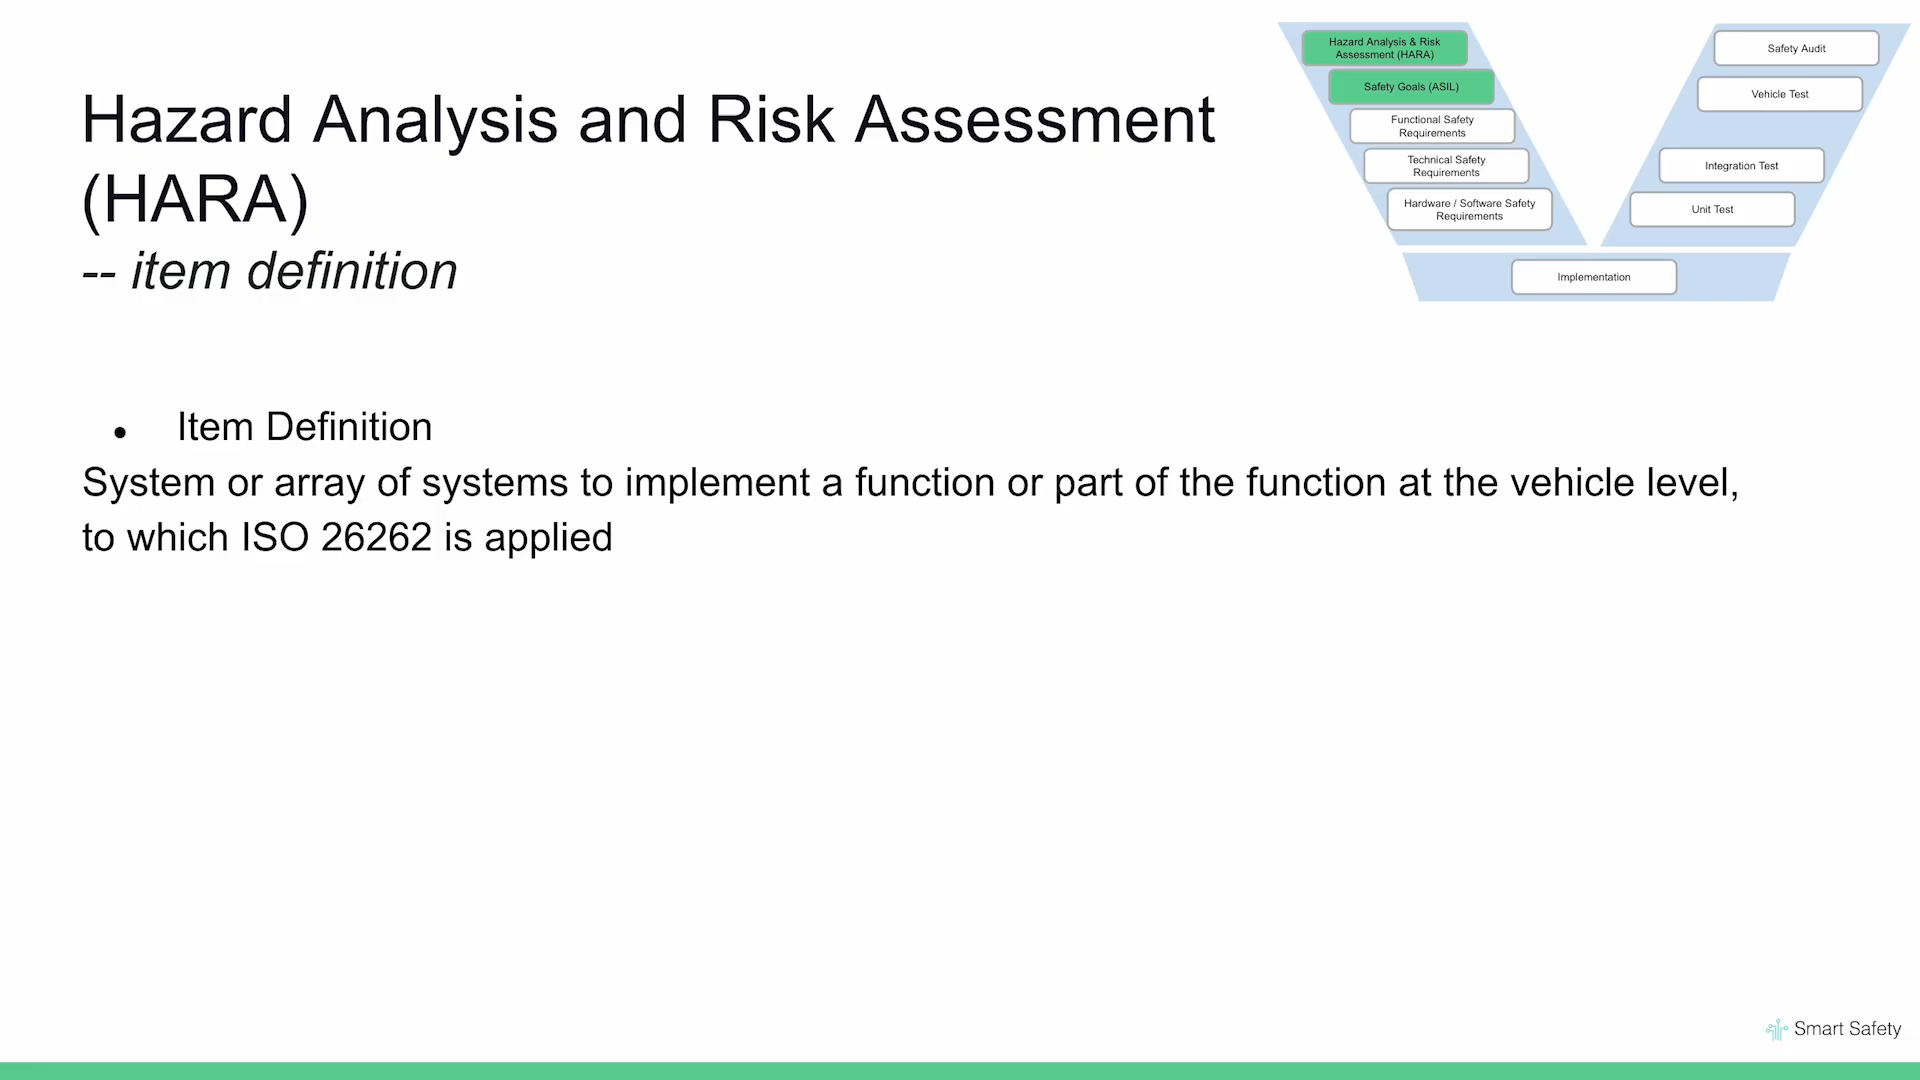 Hazard Analysis and Risk Assessment
(HARA)
-- item definition
Hazard Analysis & Risk
Assessment (HARA)
Safety Goals (ASIL)
Functional Safety
Requirements
Technical Safety
Requirements
Hardware / Software Safety
Requirements
Implementation
Safety Audit
Vehicle Test
Integration Test
Unit Test
● Item Definition
System or array of systems to implement a function or part of the function at the vehicle level,
to which ISO 26262 is applied
Smart Safety